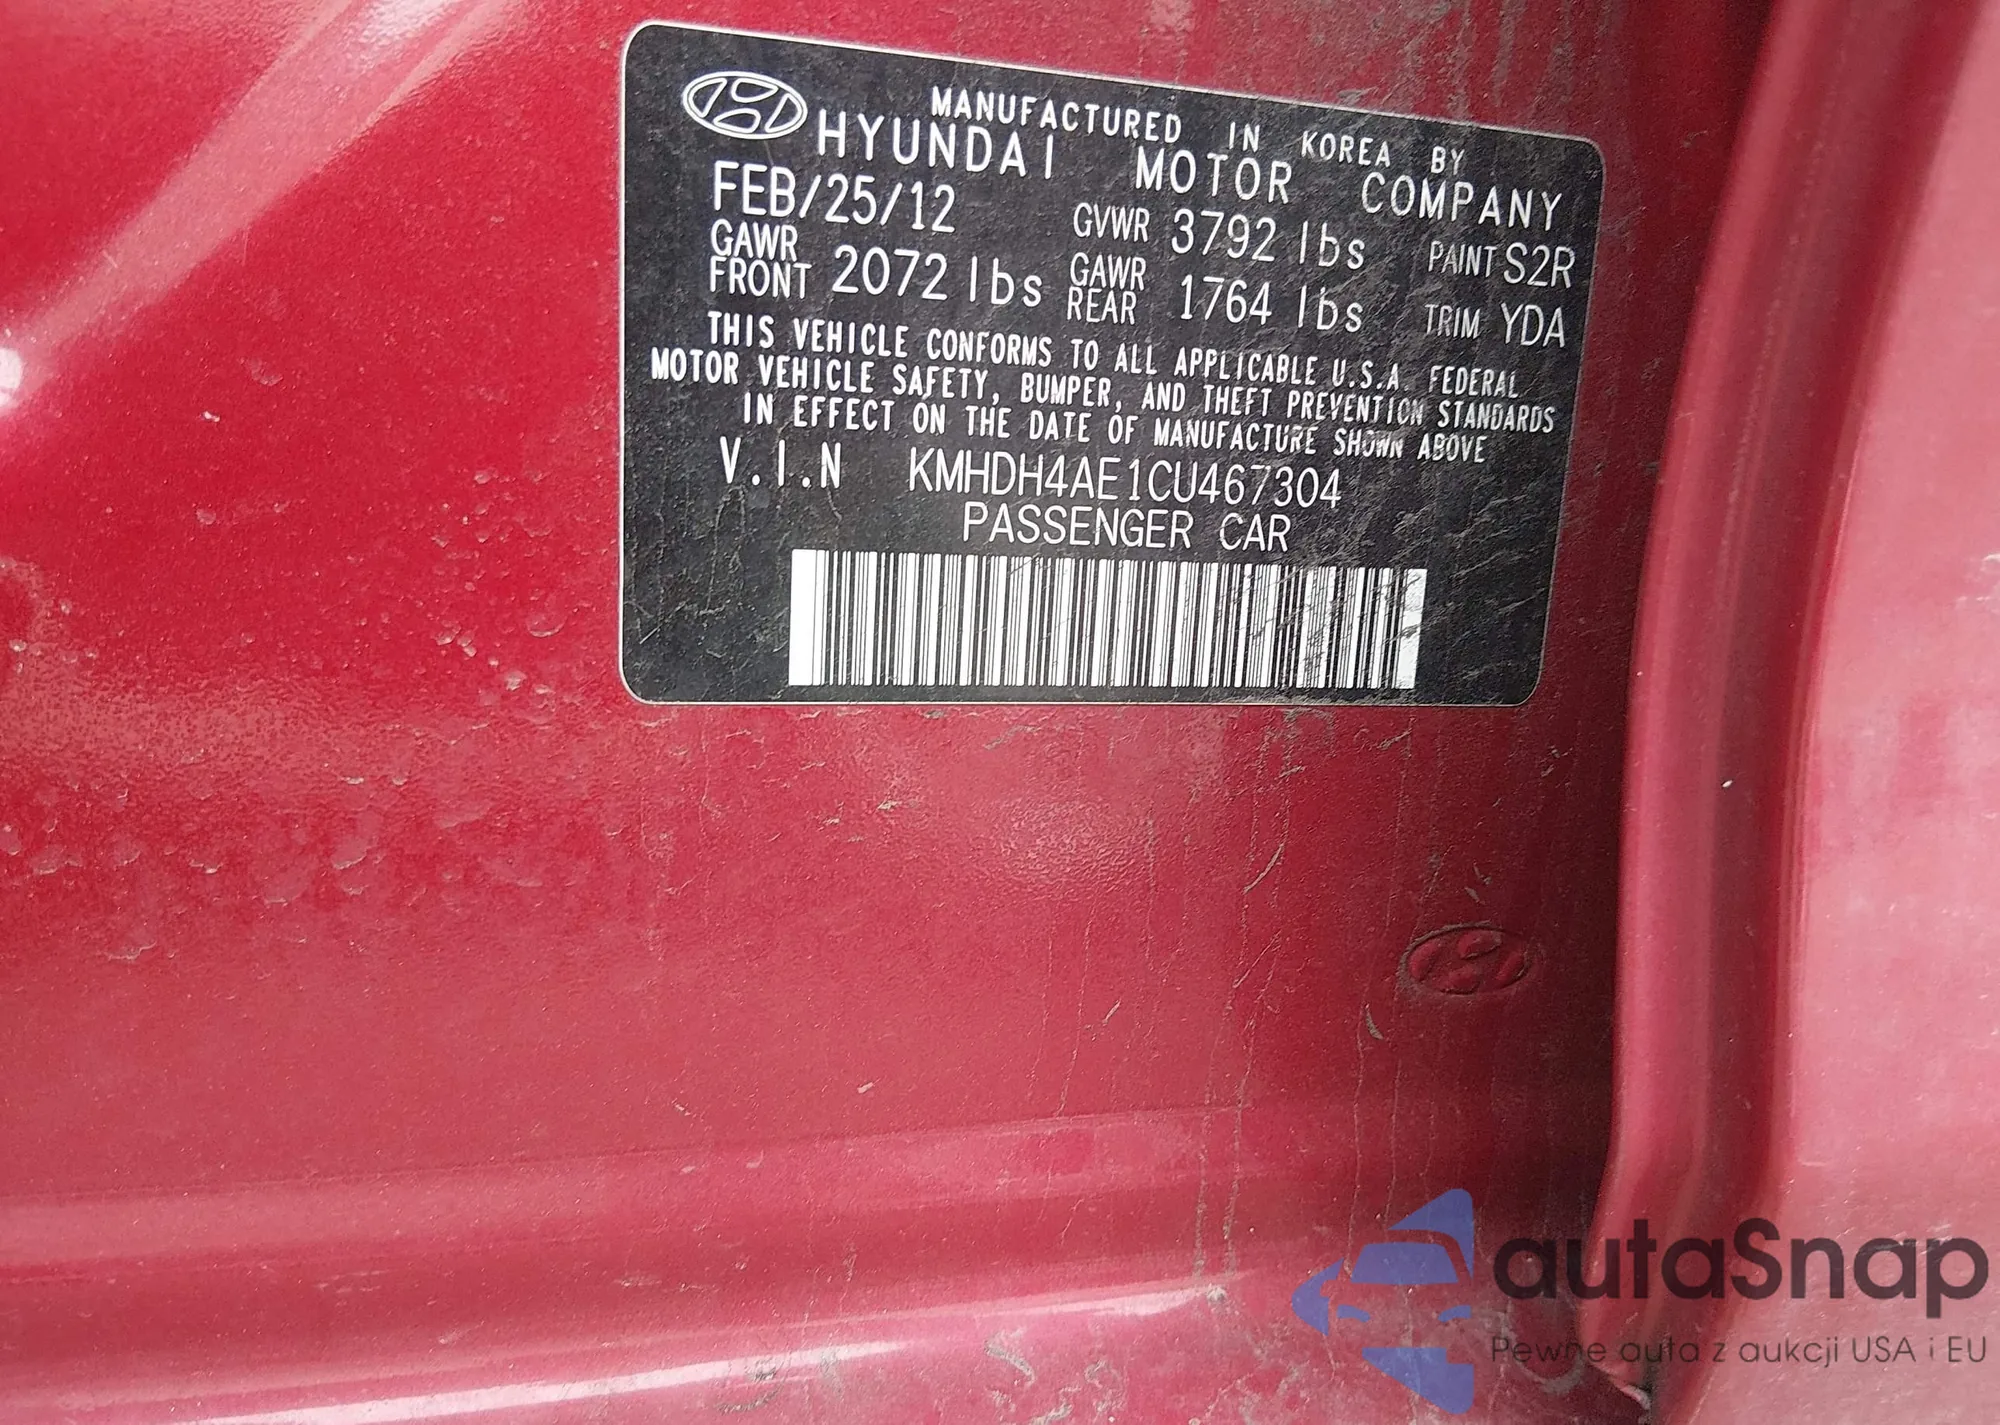 MANUFACTURED IN KOREA BY
HYUNDAI MOTOR COMPANY
FEB/25/12 GVWR 3792 lbs PAINT S2R
GAWR FRONT 2072 lbs GAWR REAR 1764 lbs TRIM YDA
THIS VEHICLE CONFORMS TO ALL APPLICABLE U.S.A. FEDERAL
MOTOR VEHICLE SAFETY, BUMPER, AND THEFT PREVENTION STANDARDS
IN EFFECT ON THE DATE OF MANUFACTURE SHOWN ABOVE
V.I.N KMHDH4AE1CU467304
PASSENGER CAR
autaSnap
Pewne auta z aukcji USA i EU